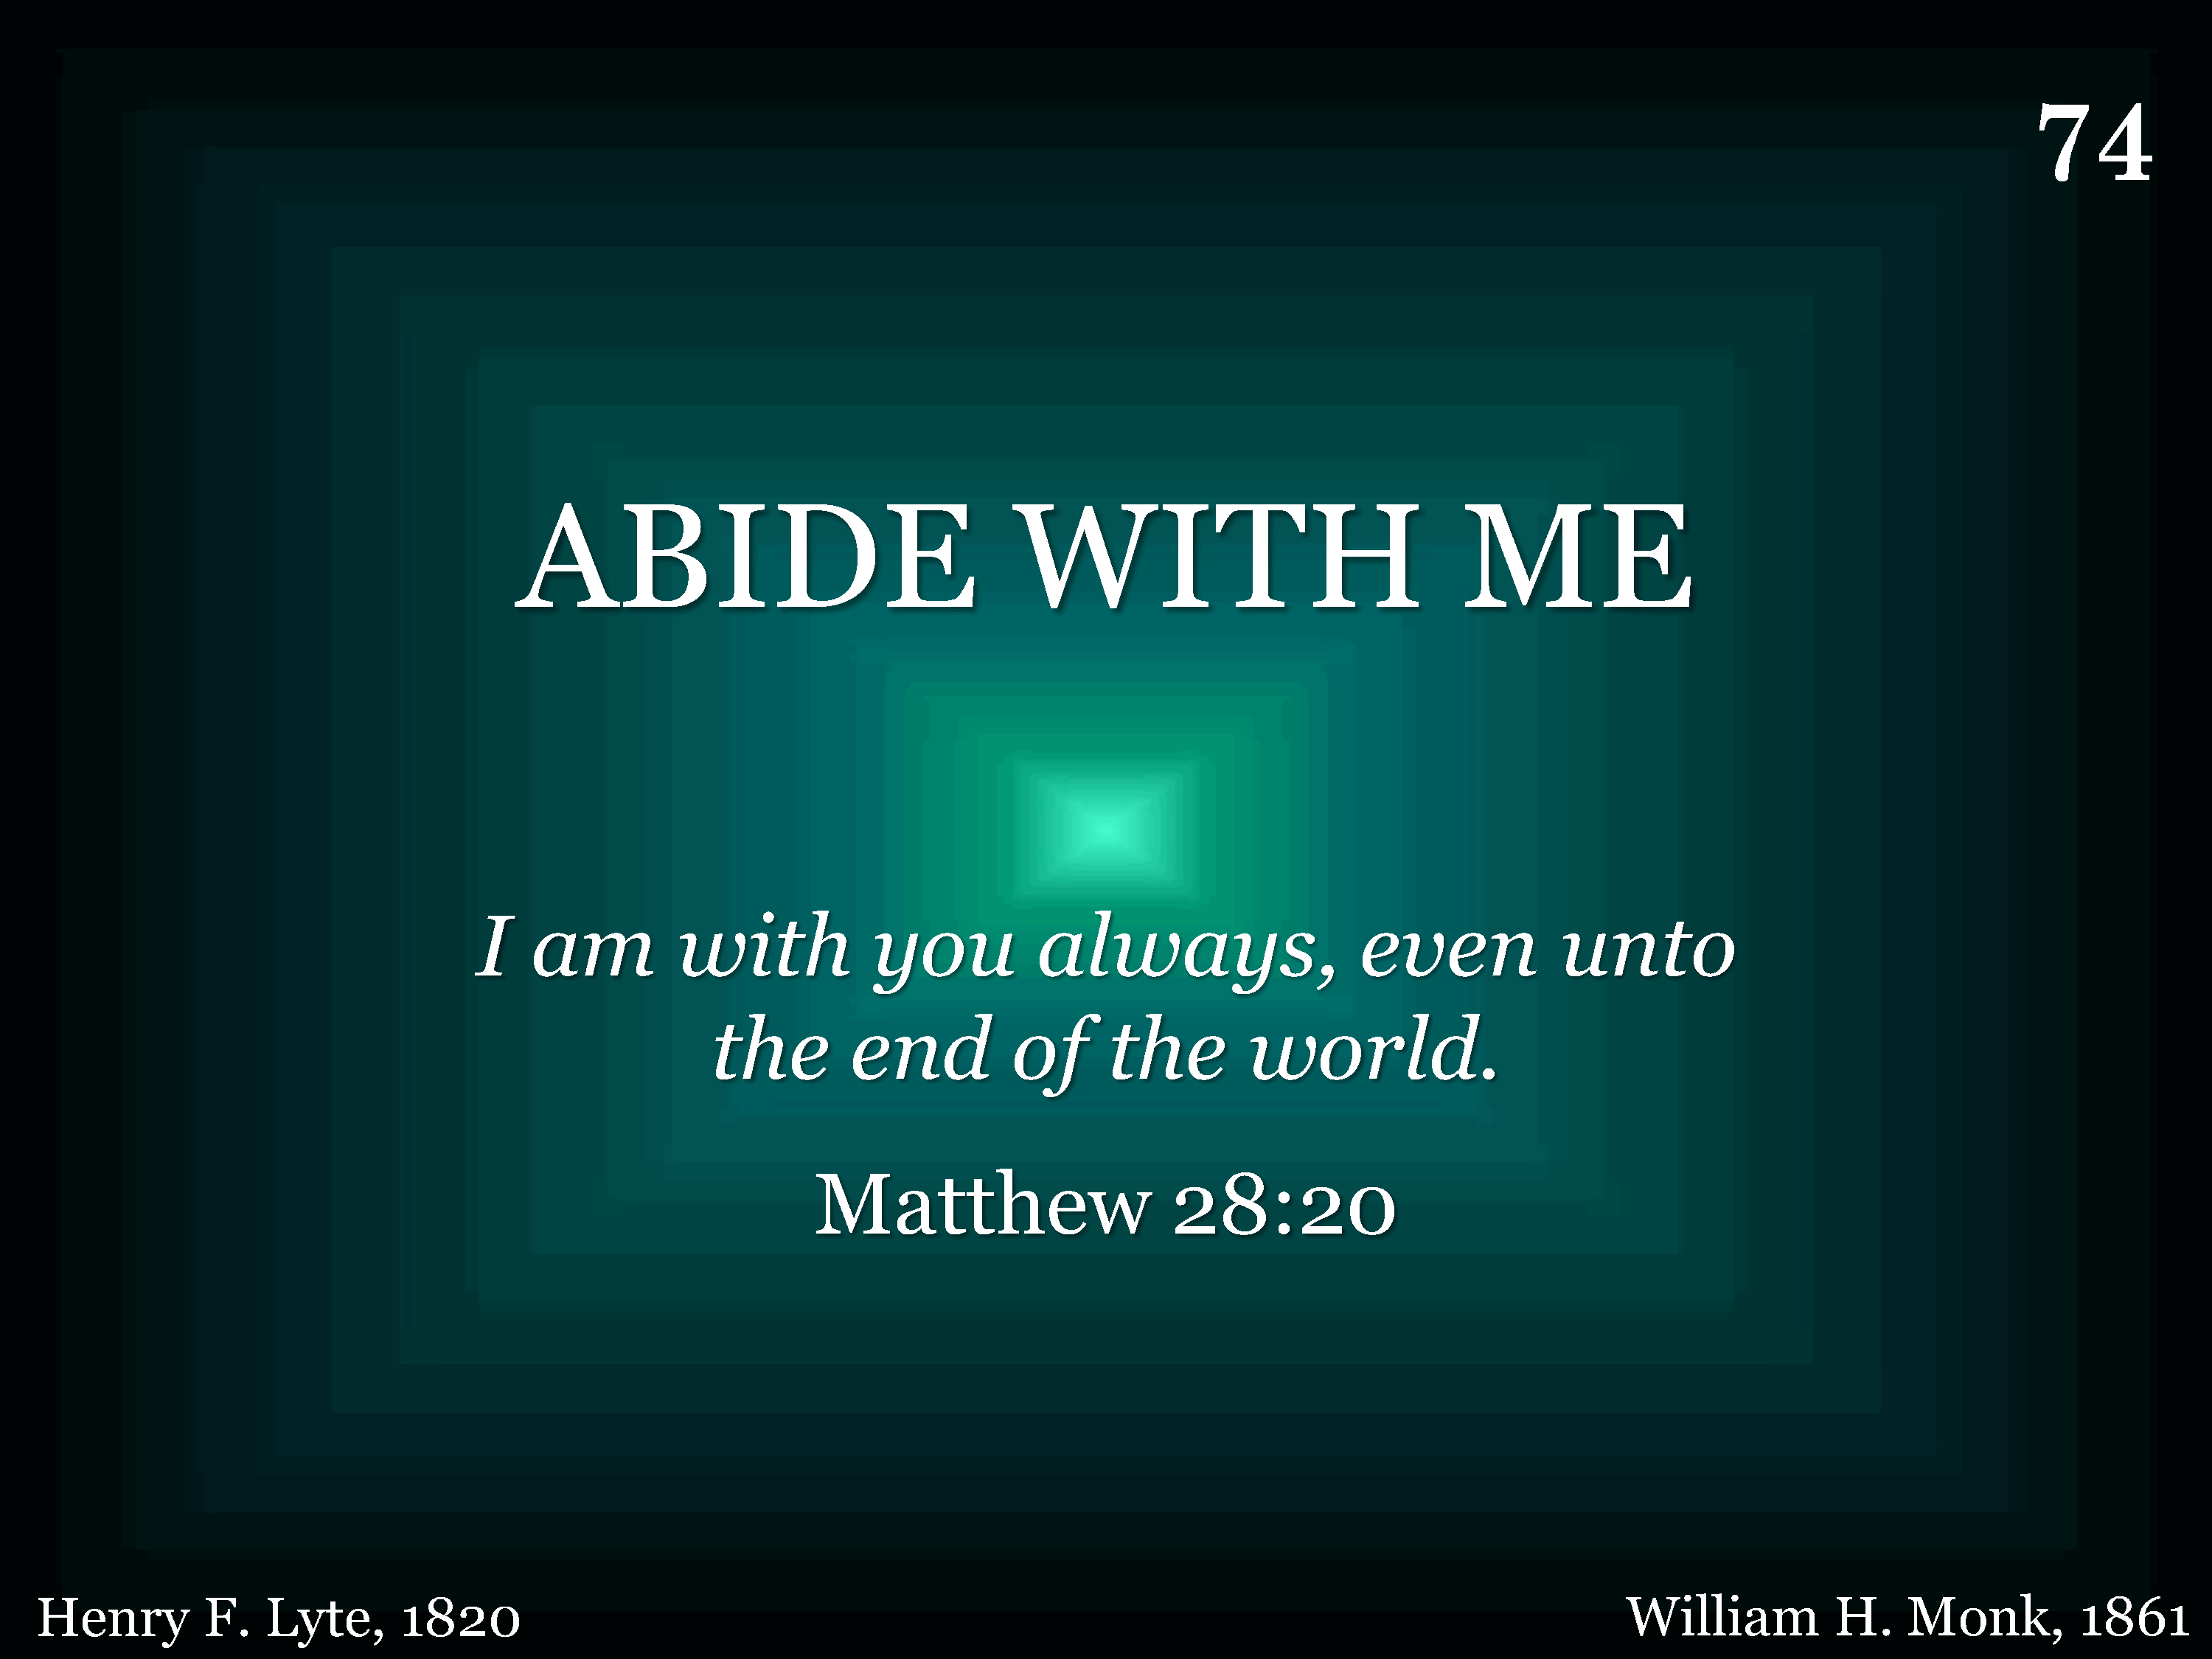 74
ABIDE WITH ME
I am with you always, even unto
the end of the world.
Matthew 28:20
Henry F. Lyte, 1820
William H. Monk, 1861